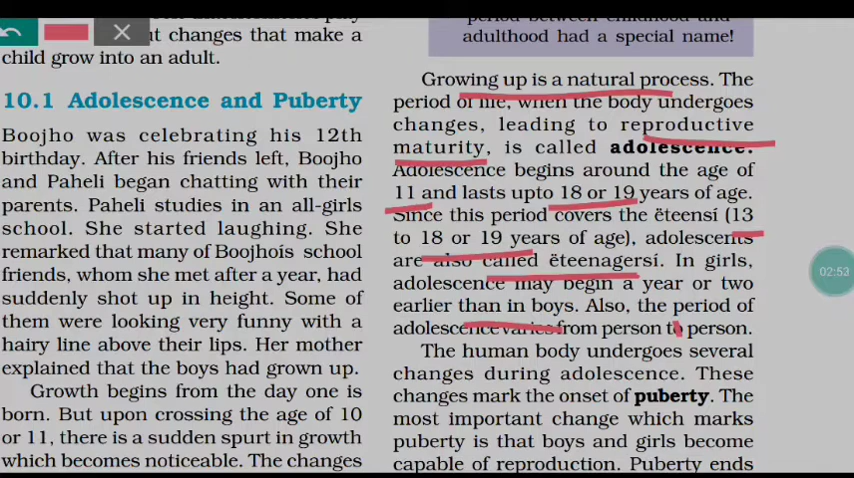 t changes that make a
child grow into an adult.
10.1 Adolescence and Puberty
Boojho was celebrating his 12th
birthday. After his friends left, Boojho
and Paheli began chatting with their
parents. Paheli studies in an all-girls
school. She started laughing. She
remarked that many of Boojhoís school
friends, whom she met after a year, had
suddenly shot up in height. Some of
them were looking very funny with a
hairy line above their lips. Her mother
explained that the boys had grown up.
Growth begins from the day one is
born. But upon crossing the age of 10
or 11, there is a sudden spurt in growth
which becomes noticeable. The changes
period between childhood and
adulthood had a special name!
Growing up is a natural process. The
period of life, when the body undergoes
changes, leading to reproductive
maturity, is called adolescence.
Adolescence begins around the age of
11 and lasts upto 18 or 19 years of age.
Since this period covers the ëteensí (13
to 18 or 19 years of age), adolescents
are also called ëteenagersí. In girls,
adolescence may begin a year or two
earlier than in boys. Also, the period of
adolescence varies from person to person.
The human body undergoes several
changes during adolescence. These
changes mark the onset of puberty. The
most important change which marks
puberty is that boys and girls become
capable of reproduction. Puberty ends
02:53